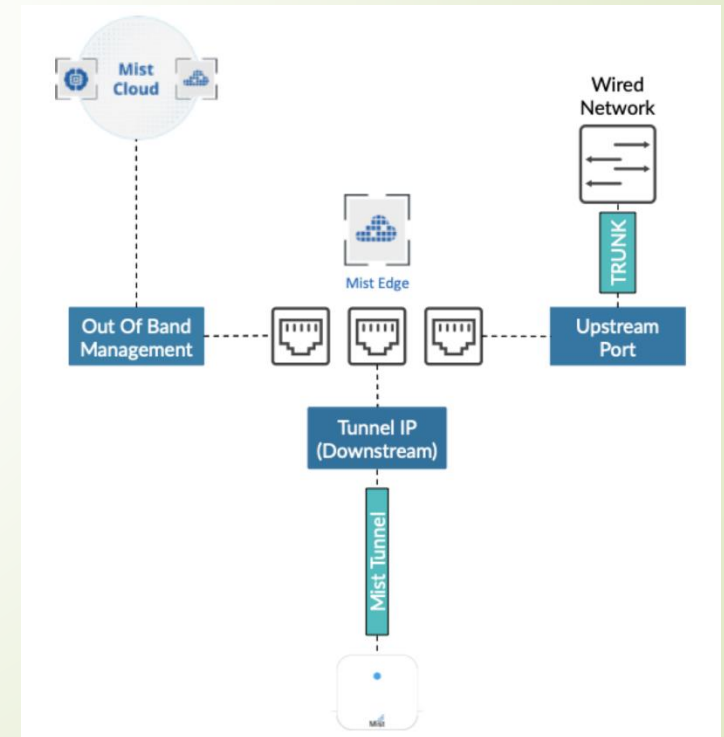 Mist
Cloud
Wired
Network
TRUNK
Mist Edge
Out Of Band
Management
Upstream
Port
Tunnel IP
(Downstream)
Mist Tunnel
Mist